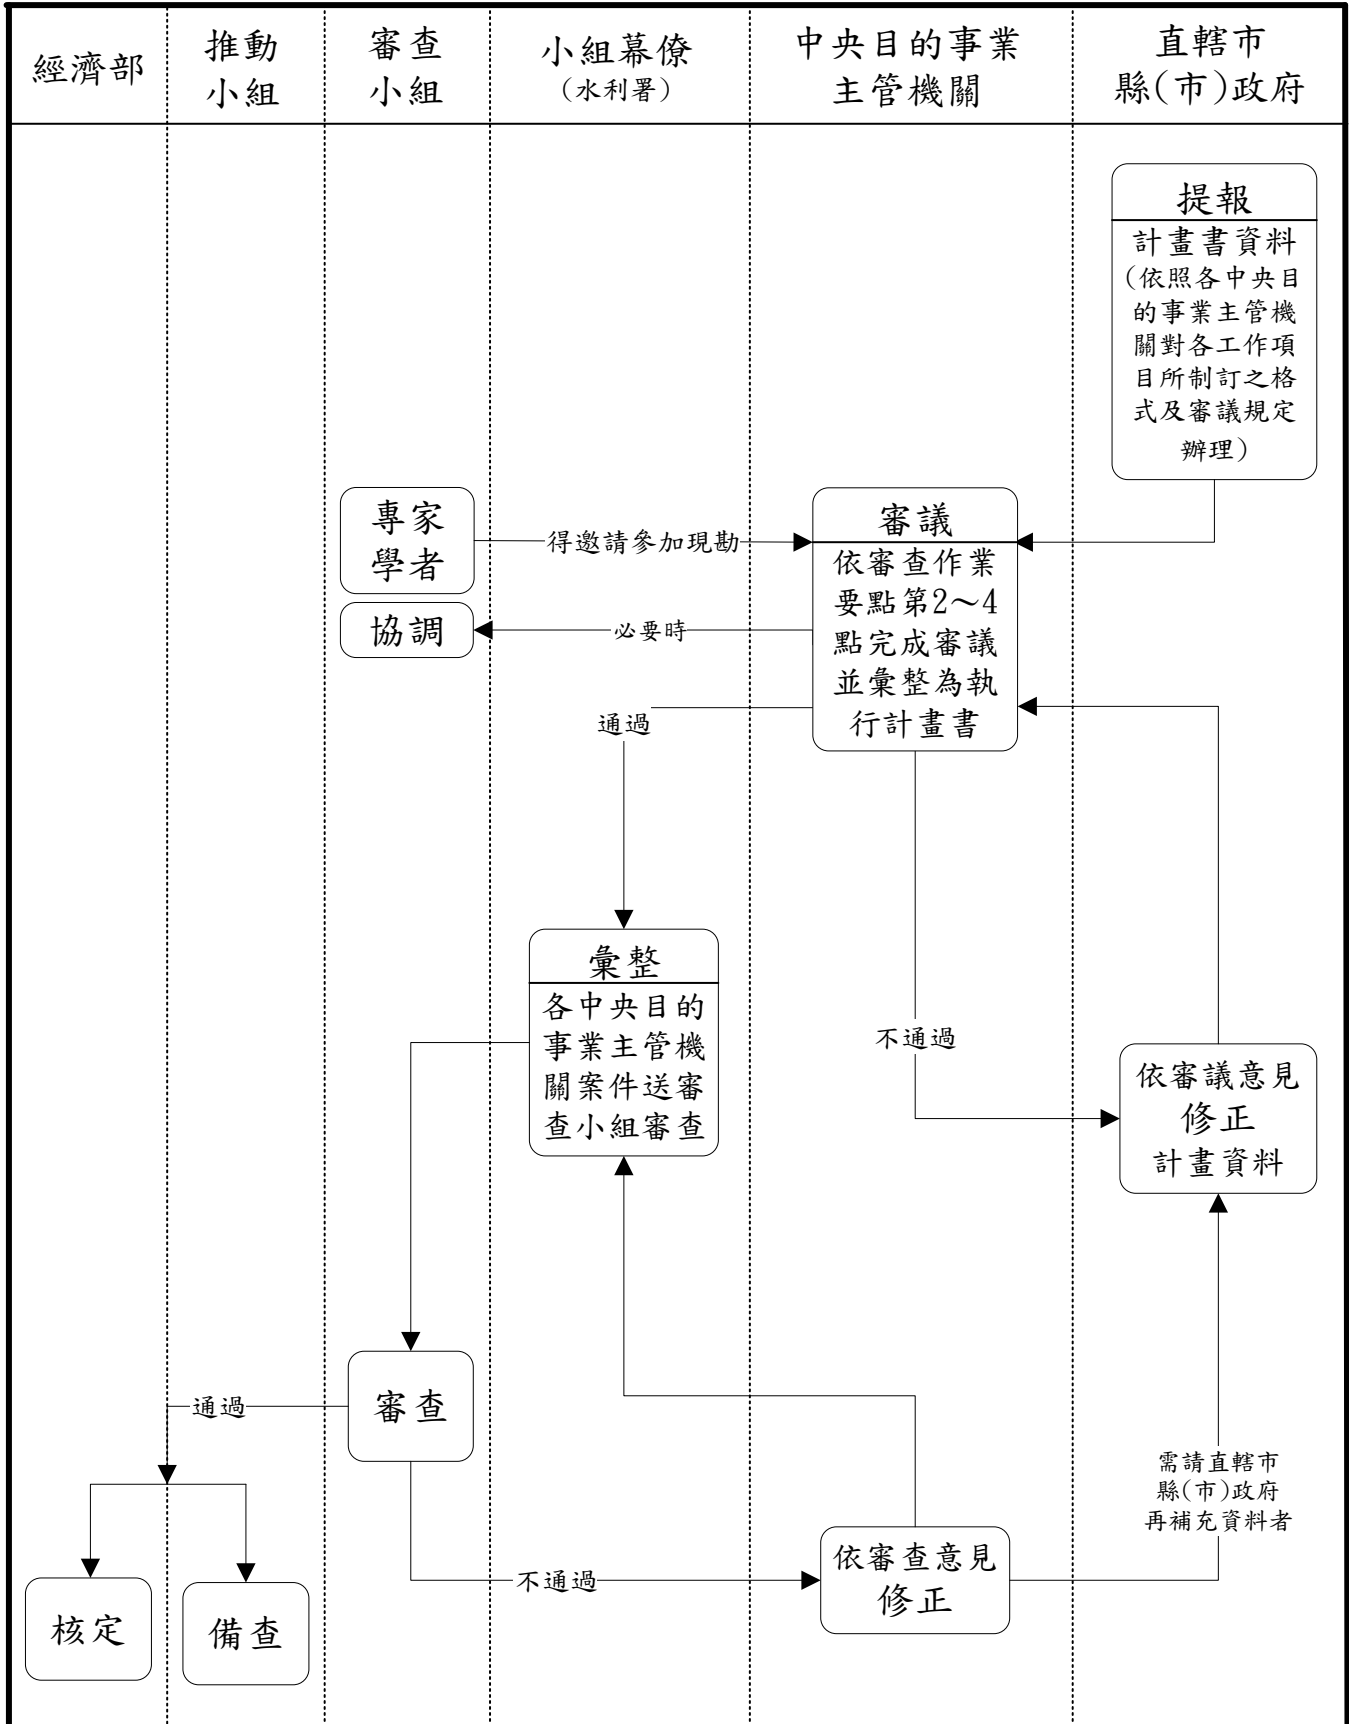 經濟部
推動
小組
審查
小組
小組幕僚
(水利署)
中央目的事業
主管機關
直轄市
縣(市)政府
提報
計畫書資料
(依照各中央目
的事業主管機
關對各工作項
目所制訂之格
式及審議規定
辦理)
專家
學者
得邀請參加現勘
審議
依審查作業
要點第2～4
點完成審議
並彙整為執
行計畫書
協調
必要時
通過
彙整
各中央目的
事業主管機
關案件送審
查小組審查
不通過
依審議意見
修正
計畫資料
審查
通過
需請直轄市
縣(市)政府
再補充資料者
不通過
依審查意見
修正
核定
備查